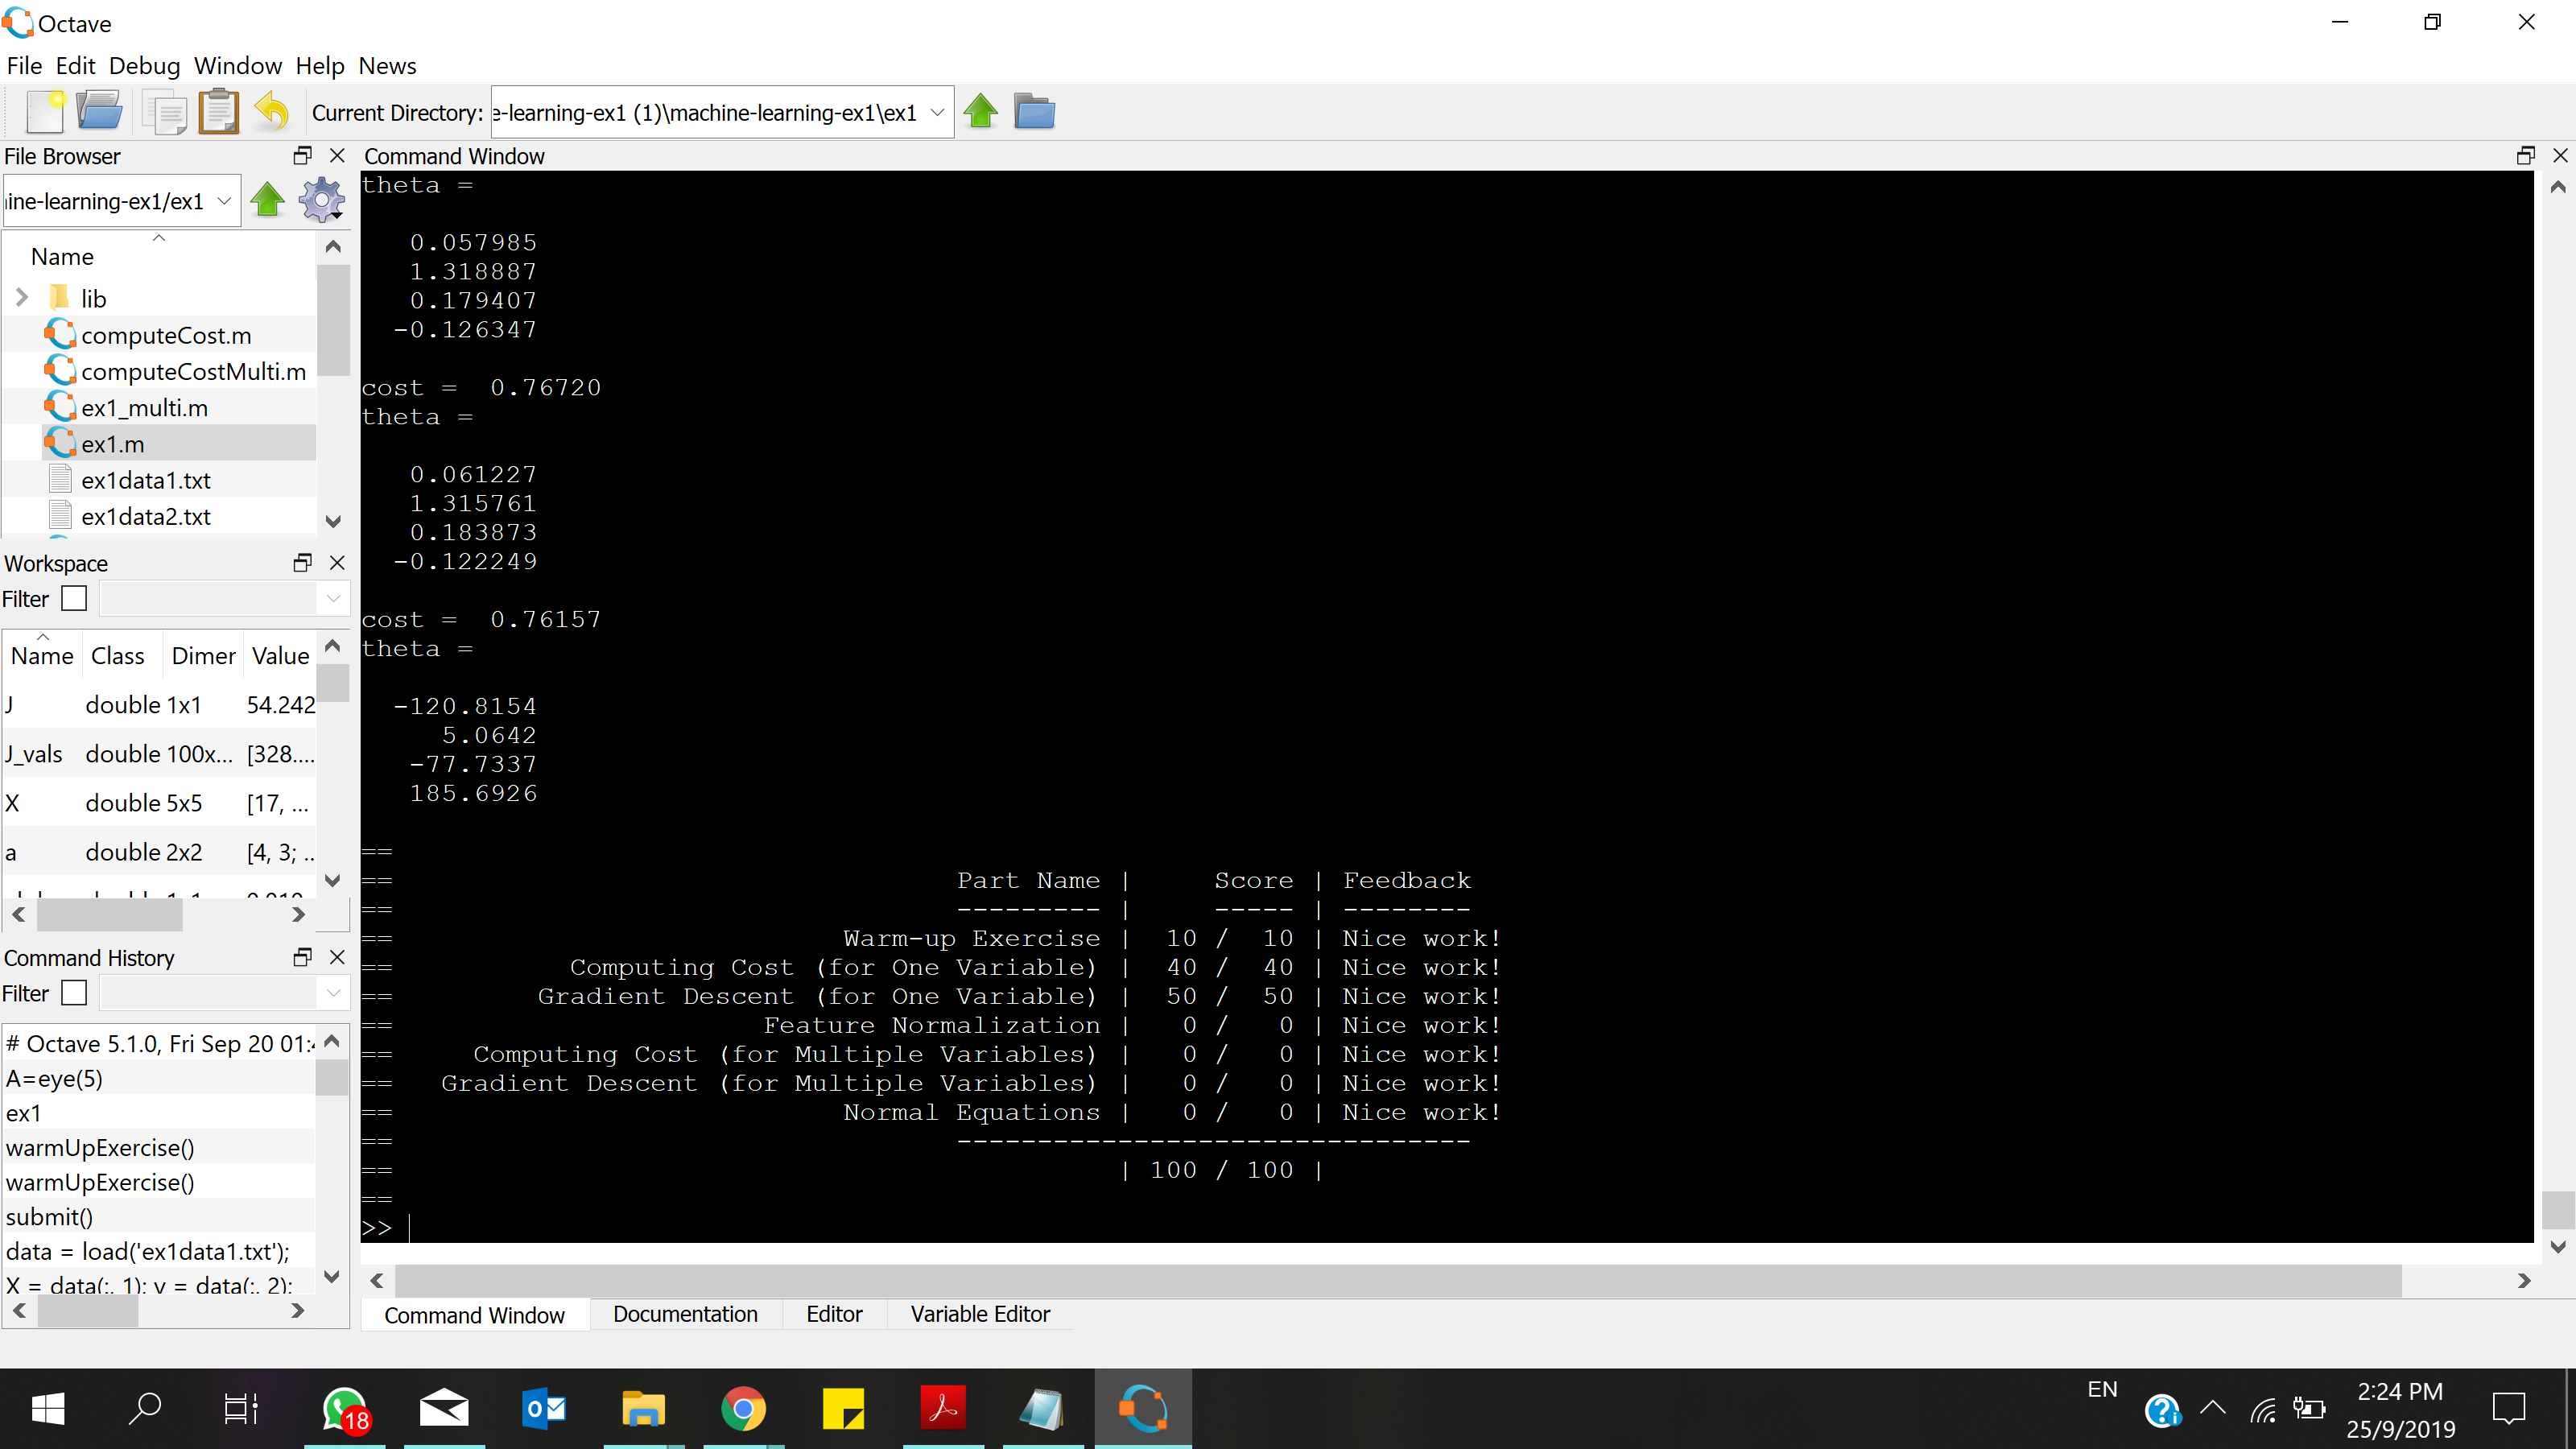 Octave
File Edit Debug Window Help News
Current Directory: e-learning-ex1 (1)\machine-learning-ex1\ex1
File Browser
ine-learning-ex1/ex1
Name
lib
computeCost.m
computeCostMulti.m
ex1_multi.m
ex1.m
ex1data1.txt
ex1data2.txt
Workspace
Filter
Name Class Dimer Value
J double 1x1 54.242
J_vals double 100x... [328....
X double 5x5 [17, ...
a double 2x2 [4, 3; ..
Command History
Filter
# Octave 5.1.0, Fri Sep 20 01:
A=eye(5)
ex1
warmUpExercise()
warmUpExercise()
submit()
data = load('ex1data1.txt');
X = data(:, 1); y = data(:, 2);
Command Window
theta =
0.057985
1.318887
0.179407
-0.126347
cost = 0.76720
theta =
0.061227
1.315761
0.183873
-0.122249
cost = 0.76157
theta =
-120.8154
5.0642
-77.7337
185.6926
==
== Part Name | Score | Feedback
== --------- | ----- | --------
== Warm-up Exercise | 10 / 10 | Nice work!
== Computing Cost (for One Variable) | 40 / 40 | Nice work!
== Gradient Descent (for One Variable) | 50 / 50 | Nice work!
== Feature Normalization | 0 / 0 | Nice work!
== Computing Cost (for Multiple Variables) | 0 / 0 | Nice work!
== Gradient Descent (for Multiple Variables) | 0 / 0 | Nice work!
== Normal Equations | 0 / 0 | Nice work!
== --------------------------------
== | 100 / 100 |
==
>>
Command Window Documentation Editor Variable Editor
18
EN
2:24 PM
25/9/2019